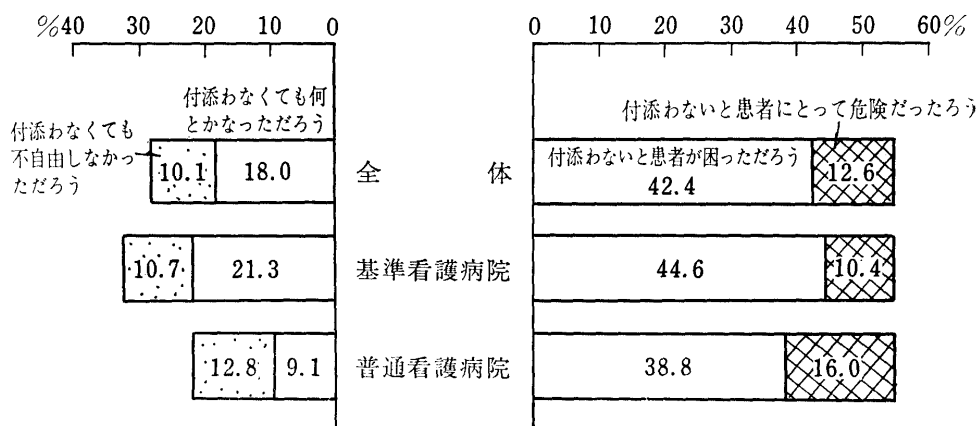 %40 30 20 10 0
0 10 20 30 40 50 60%
付添わなくても何
とかなっただろう
付添わなくても
不自由しなかっ
ただろう
付添わないと患者にとって危険だったろう
付添わないと患者が困っただろう
10.1 18.0 全体 42.4 12.6
10.7 21.3 基準看護病院 44.6 10.4
12.8 9.1 普通看護病院 38.8 16.0